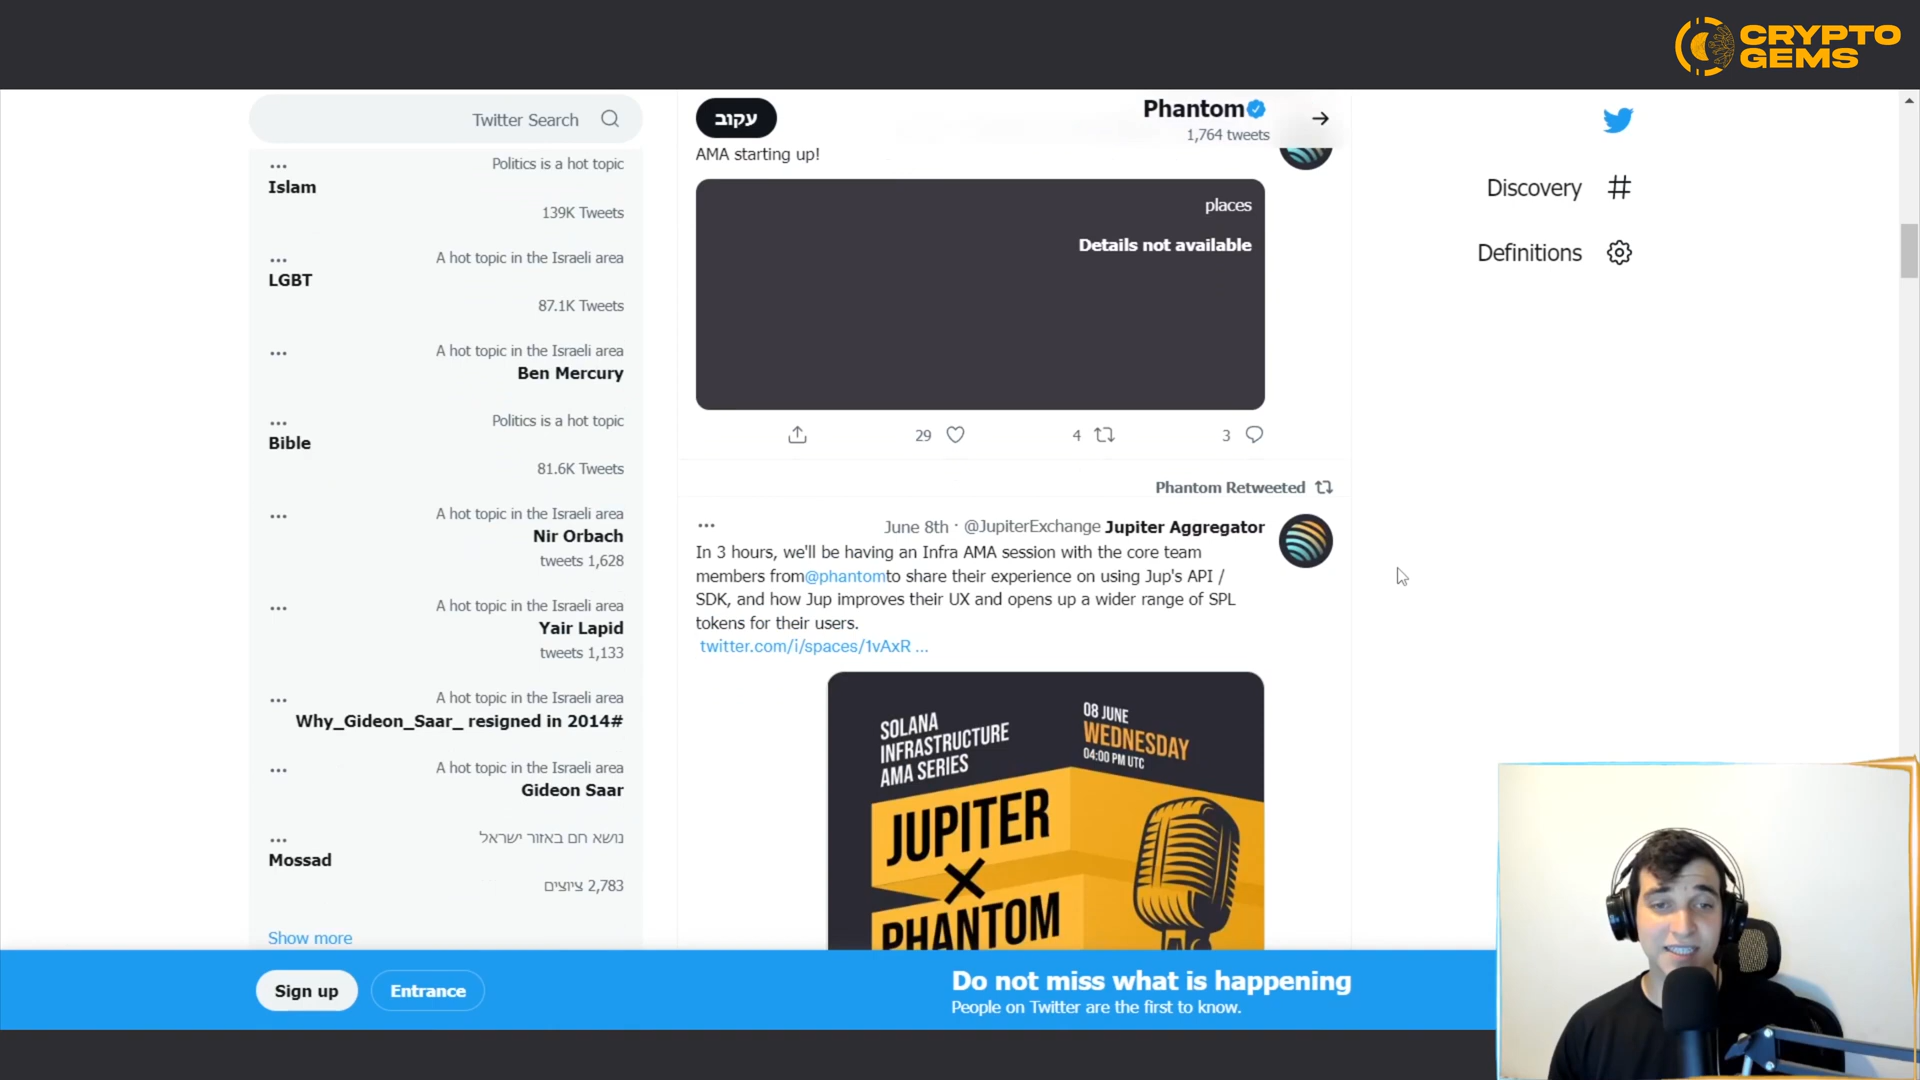 CRYPTO
GEMS
Twitter Search
Politics is a hot topic
Islam
139K Tweets
A hot topic in the Israeli area
LGBT
87.1K Tweets
A hot topic in the Israeli area
Ben Mercury
Politics is a hot topic
Bible
81.6K Tweets
A hot topic in the Israeli area
Nir Orbach
tweets 1,628
A hot topic in the Israeli area
Yair Lapid
tweets 1,133
A hot topic in the Israeli area
Why_Gideon_Saar_ resigned in 2014#
A hot topic in the Israeli area
Gideon Saar
נושא חם באזור ישראל
Mossad
2,783 ציוצים
Show more
עקוב
Phantom
1,764 tweets
AMA starting up!
places
Details not available
29
4
3
Phantom Retweeted
June 8th · @JupiterExchange Jupiter Aggregator
In 3 hours, we'll be having an Infra AMA session with the core team
members from@phantomto share their experience on using Jup's API /
SDK, and how Jup improves their UX and opens up a wider range of SPL
tokens for their users.
twitter.com/i/spaces/1vAxR ...
SOLANA
INFRASTRUCTURE
AMA SERIES
08 JUNE
WEDNESDAY
04:00 PM UTC
JUPITER
X
PHANTOM
Discovery
Definitions
Sign up
Entrance
Do not miss what is happening
People on Twitter are the first to know.